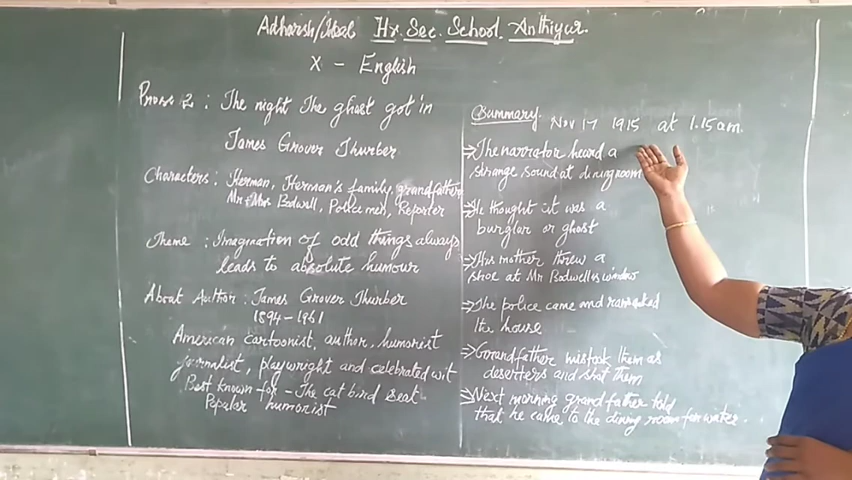 Adharsh Hr. Sec. School. Anthiyur.
X - English
Prose 2 : The night The ghost got in
James Grover Thurber
Characters : Herman, Herman's family, grandfather
Mr & Mrs Bodwell, Police men, Reporter
Theme : Imagination of odd things always
leads to absolute humour
About Author : James Grover Thurber
1894 - 1961
American cartoonist, author, humorist
journalist, playwright and celebrated wit
Best known for - The cat bird seat
Popular humorist
Summary. Nov 17 1915 at 1.15am.
⇒ The narrator heard a
strange sound at dining room
⇒ He thought it was a
burglar or ghost
⇒ His mother threw a
shoe at Mr Bodwell's window
⇒ The police came and ransacked
the house
⇒ Grandfather mistook them as
deserters and shot them
⇒ Next morning grandfather told
that he came to the dining room for water.